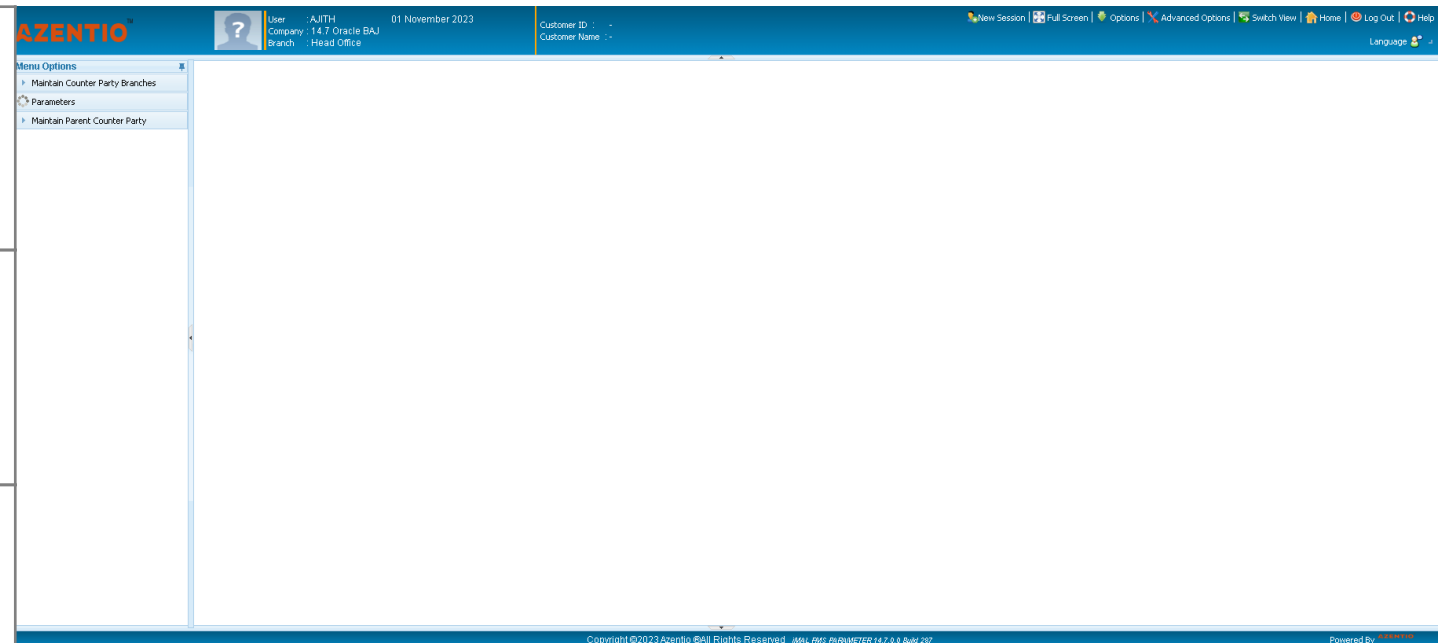 AZENTIO™
User : AJITH 01 November 2023
Company : 14.7 Oracle BAJ
Branch : Head Office
Customer ID : -
Customer Name : -
New Session | Full Screen | Options | Advanced Options | Switch View | Home | Log Out | Help
Language
Menu Options
Maintain Counter Party Branches
Parameters
Maintain Parent Counter Party
Copyright ©2023 Azentio ®All Rights Reserved IMAL FMS PARAMETER 14.7.0.0 Build 287
Powered By AZENTIO